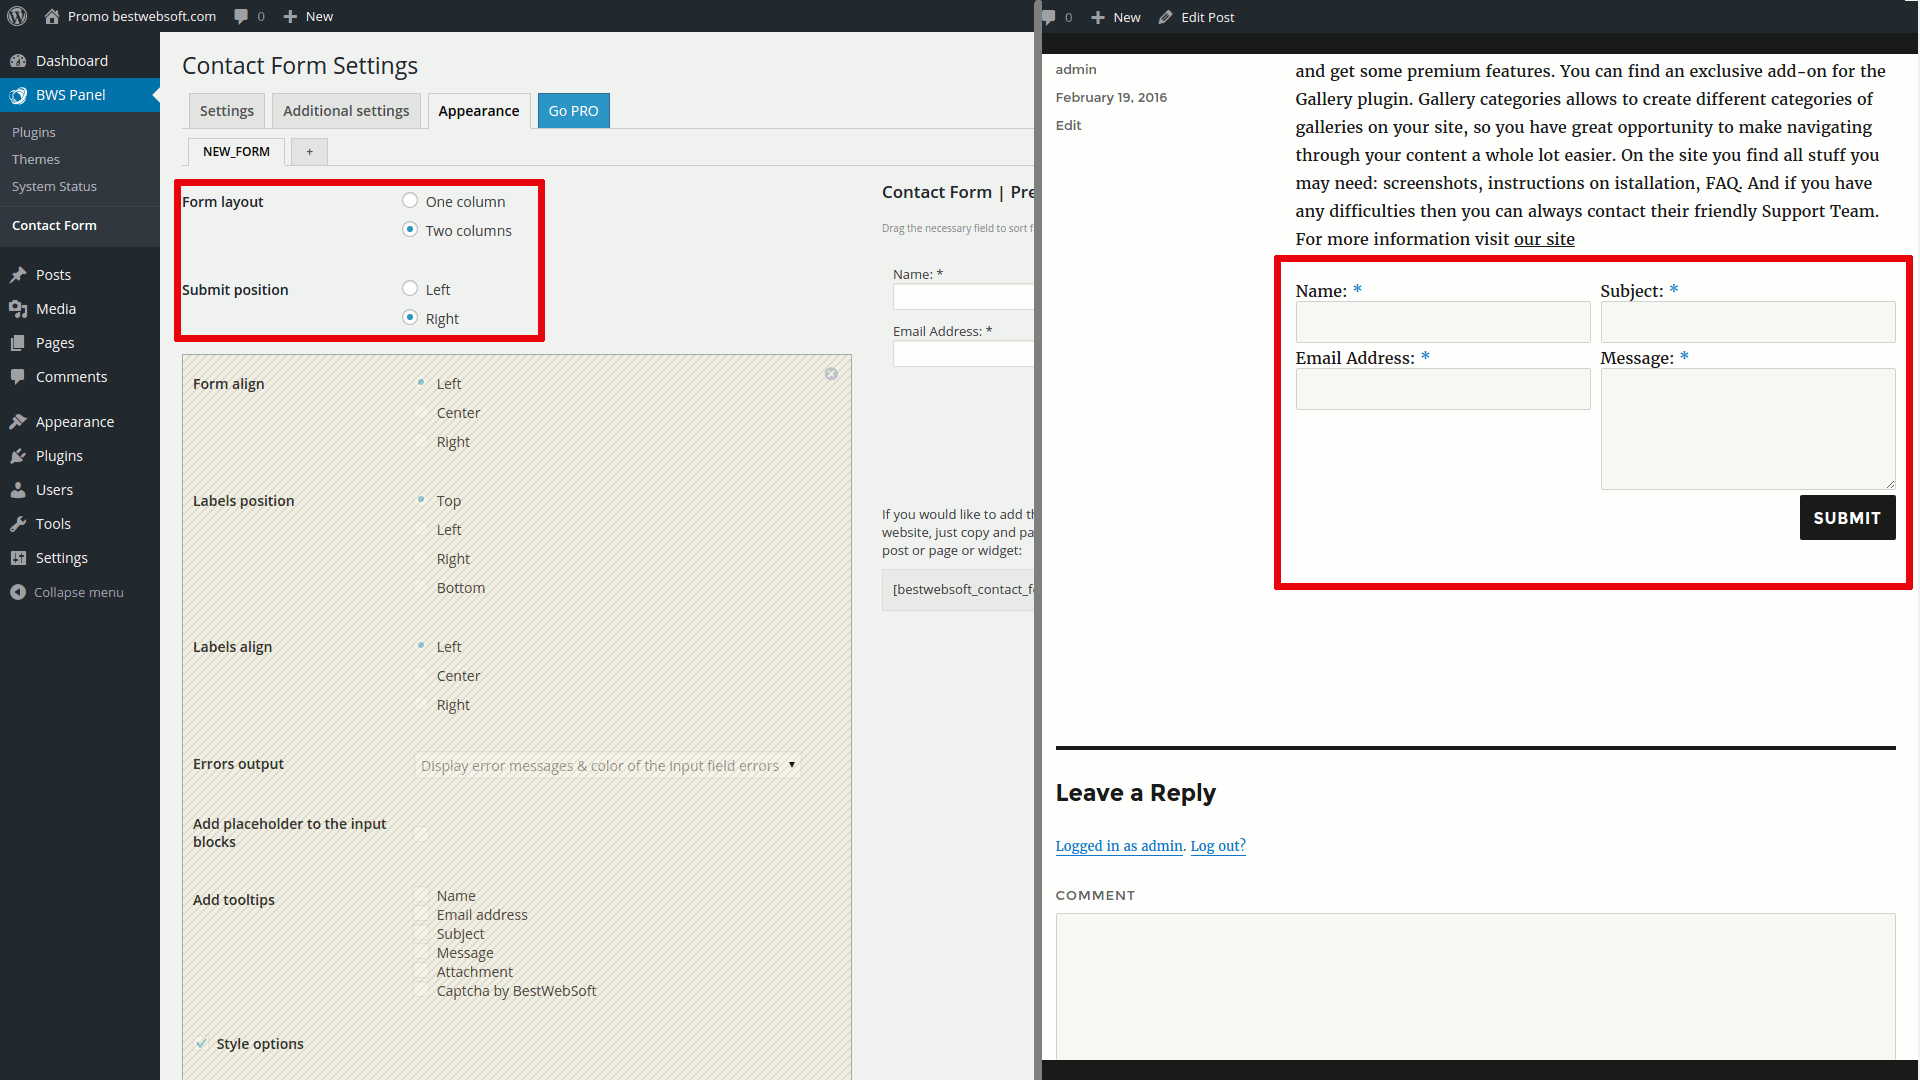 Promo bestwebsoft.com 0 New
Dashboard
BWS Panel
Plugins
Themes
System Status
Contact Form
Posts
Media
Pages
Comments
Appearance
Plugins
Users
Tools
Settings
Collapse menu
Contact Form Settings
Settings Additional settings Appearance Go PRO
NEW_FORM +
Form layout
One column
Two columns
Submit position
Left
Right
Form align
Left
Center
Right
Labels position
Top
Left
Right
Bottom
Labels align
Left
Center
Right
Errors output
Display error messages & color of the input field errors
Add placeholder to the input
blocks
Add tooltips
Name
Email address
Subject
Message
Attachment
Captcha by BestWebSoft
Style options
Contact Form | Pre
Drag the necessary field to sort f
Name: *
Email Address: *
If you would like to add th
website, just copy and pa
post or page or widget:
[bestwebsoft_contact_f
0 New Edit Post
admin
February 19, 2016
Edit
and get some premium features. You can find an exclusive add-on for the
Gallery plugin. Gallery categories allows to create different categories of
galleries on your site, so you have great opportunity to make navigating
through your content a whole lot easier. On the site you find all stuff you
may need: screenshots, instructions on istallation, FAQ. And if you have
any difficulties then you can always contact their friendly Support Team.
For more information visit our site
Name: *
Subject: *
Email Address: *
Message: *
SUBMIT
Leave a Reply
Logged in as admin. Log out?
COMMENT